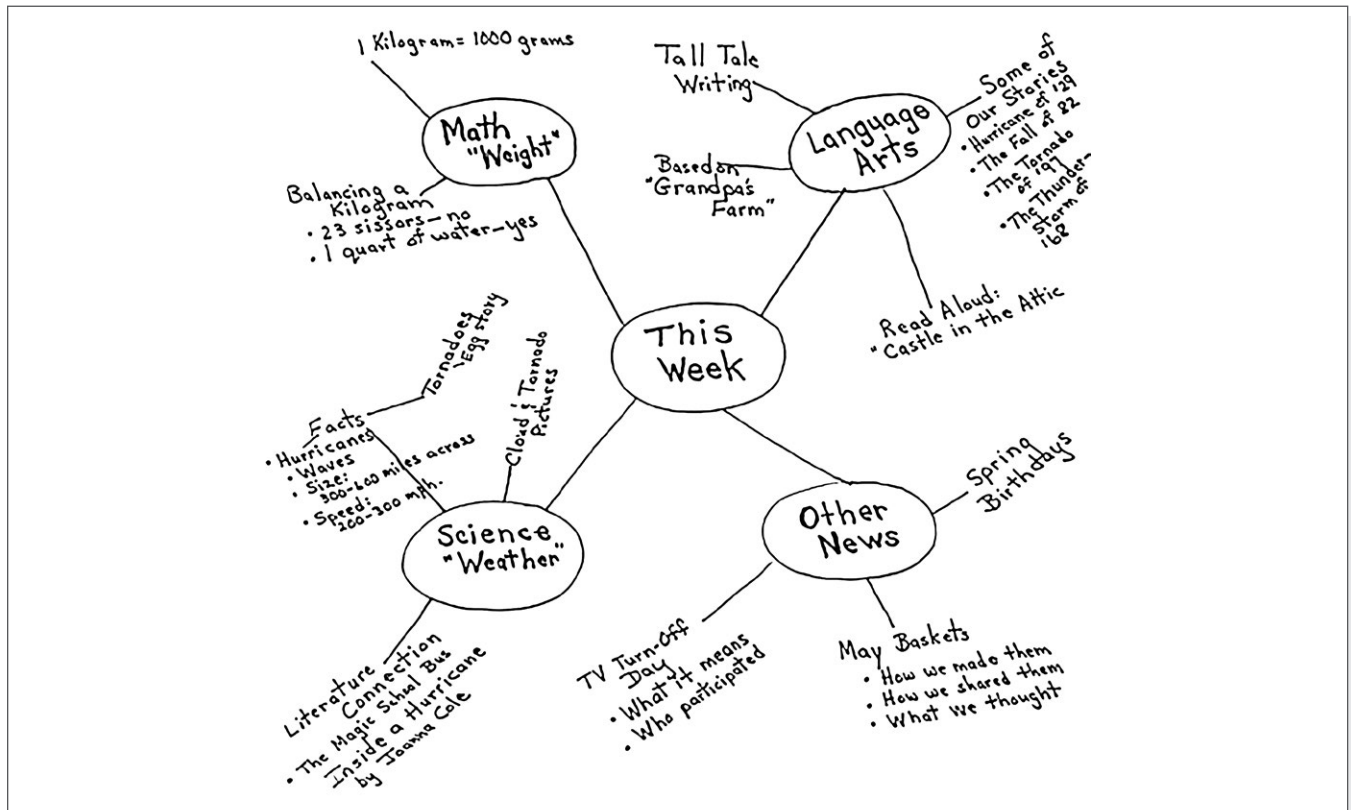 1 Kilogram= 1000 grams
Math
"Weight"
Balancing a
Kilogram
• 23 sissors—no
• 1 quart of water—yes
Tall Tale
Writing
Language
Arts
Based on
"Grandpa's
Farm"
Some of
Our Stories
• Hurricane of '29
• The Fall of 82
• The Tornado
of '97
• The Thunder-
Storm of
'68
Read Aloud:
"Castle in the Attic
This
Week
Tornadoes
Egg story
Cloud & Tornado
Pictures
Facts
• Hurricanes
• Waves
• Size:
300-600 miles across
• Speed:
200-300 mph.
Science
"Weather"
Literature
Connection
• The Magic School Bus
Inside a Hurricane
by Joanna Cole
Other
News
Spring
Birthdays
TV Turn-Off
Day
• What it means
• Who participated
May Baskets
• How we made them
• How we shared them
• What we thought